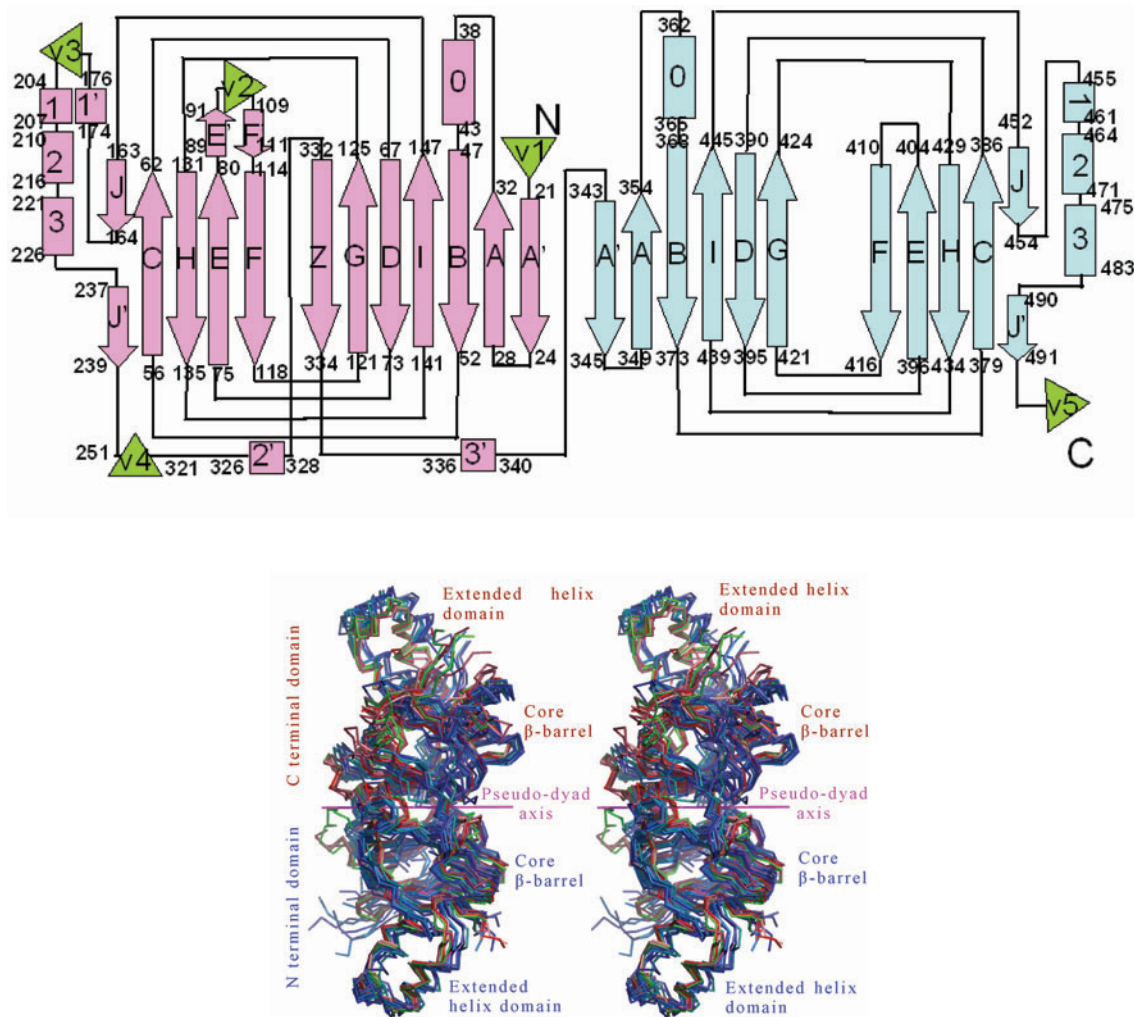 38
362
v3
204
176
1
1'
207
174
210
2
216
221
3
226
163
J
164
237
J'
239
251
v4
62
C
56
131
H
135
91
E'
89
80
E
75
v2
109
F'
111
114
F
118
321
326
2'
328
332
Z
334
125
G
121
67
D
73
147
I
141
0
43
47
B
52
336
3'
340
32
A
28
N
v1
21
A'
24
343
A'
345
354
A
349
0
365
368
B
373
445
I
439
390
D
395
424
G
421
410
F
416
404
E
396
429
H
434
386
C
379
452
J
454
455
1
461
464
2
471
475
3
483
490
J'
491
v5
C
Extended helix
domain
Extended helix
domain
C terminal domain
Core
β-barrel
Core
β-barrel
Pseudo-dyad
axis
Pseudo-dyad
axis
N terminal domain
Core
β-barrel
Core
β-barrel
Extended
helix domain
Extended helix
domain